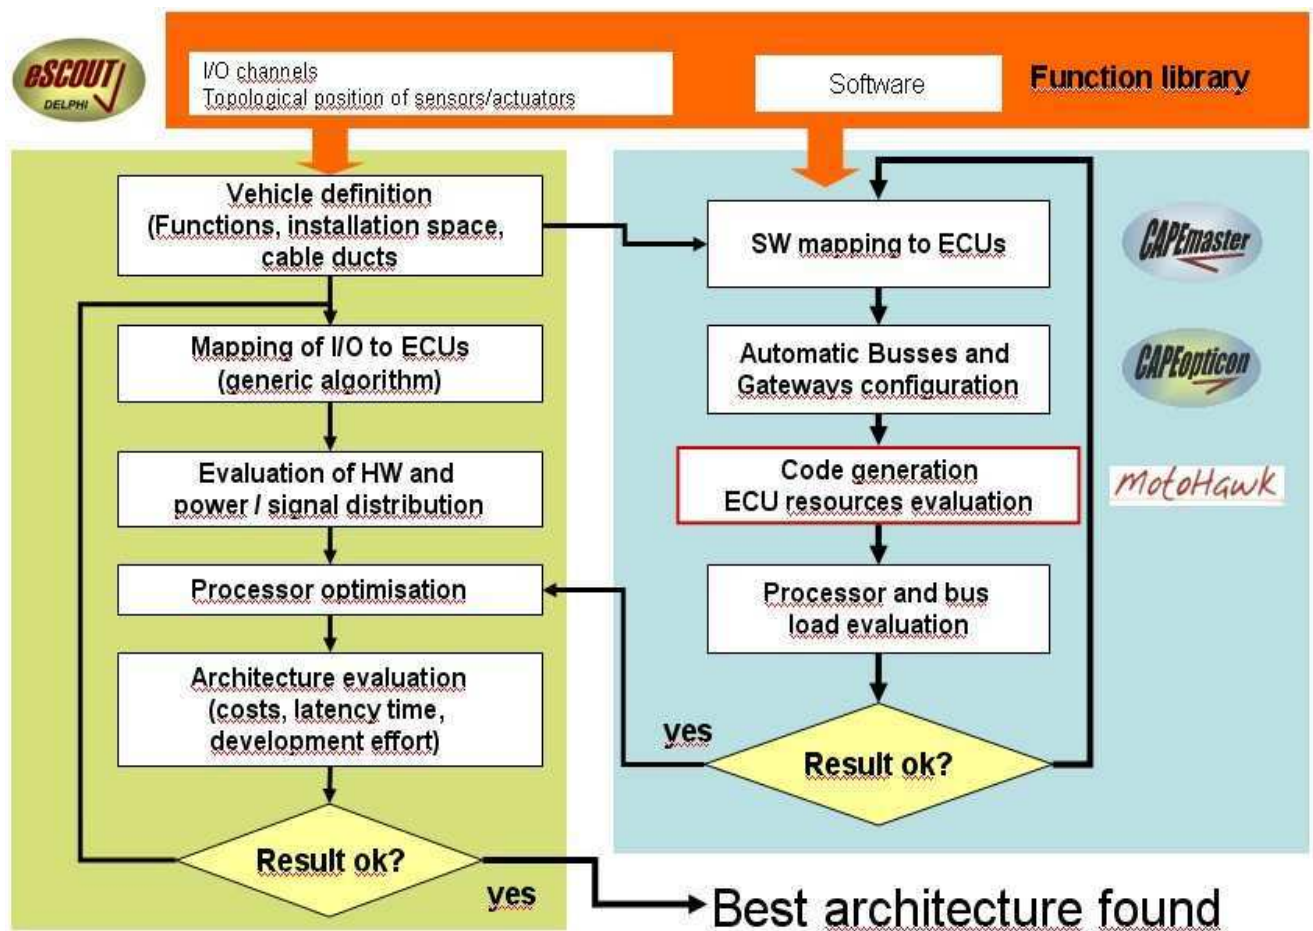 eSCOUT
DELPHI
I/O channels
Topological position of sensors/actuators
Software
Function library
Vehicle definition
(Functions, installation space,
cable ducts
Mapping of I/O to ECUs
(generic algorithm)
Evaluation of HW and
power / signal distribution
Processor optimisation
Architecture evaluation
(costs, latency time,
development effort)
Result ok?
yes
SW mapping to ECUs
Automatic Busses and
Gateways configuration
Code generation
ECU resources evaluation
Processor and bus
load evaluation
Result ok?
yes
CAPEmaster
CAPEopticon
MotoHawk
Best architecture found